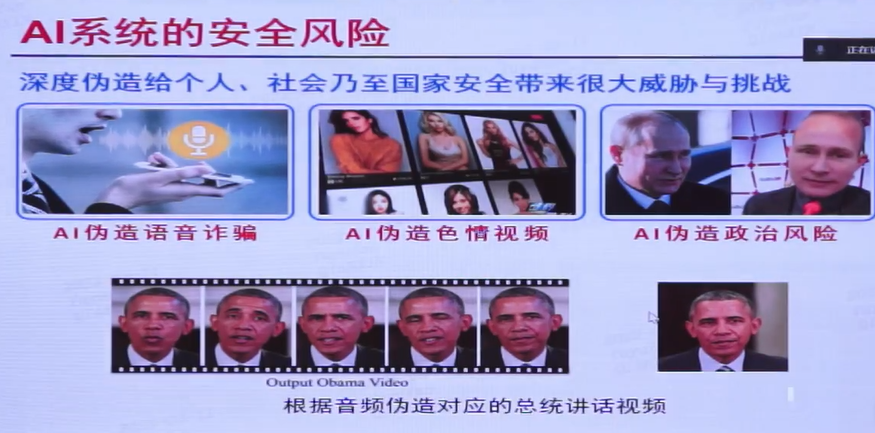 AI系统的安全风险
正在讲
深度伪造给个人、社会乃至国家安全带来很大威胁与挑战
AI伪造语音诈骗
AI伪造色情视频
AI伪造政治风险
Output Obama Video
根据音频伪造对应的总统讲话视频